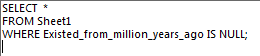 SELECT *
FROM Sheet1
WHERE Existed_from_million_years_ago IS NULL;